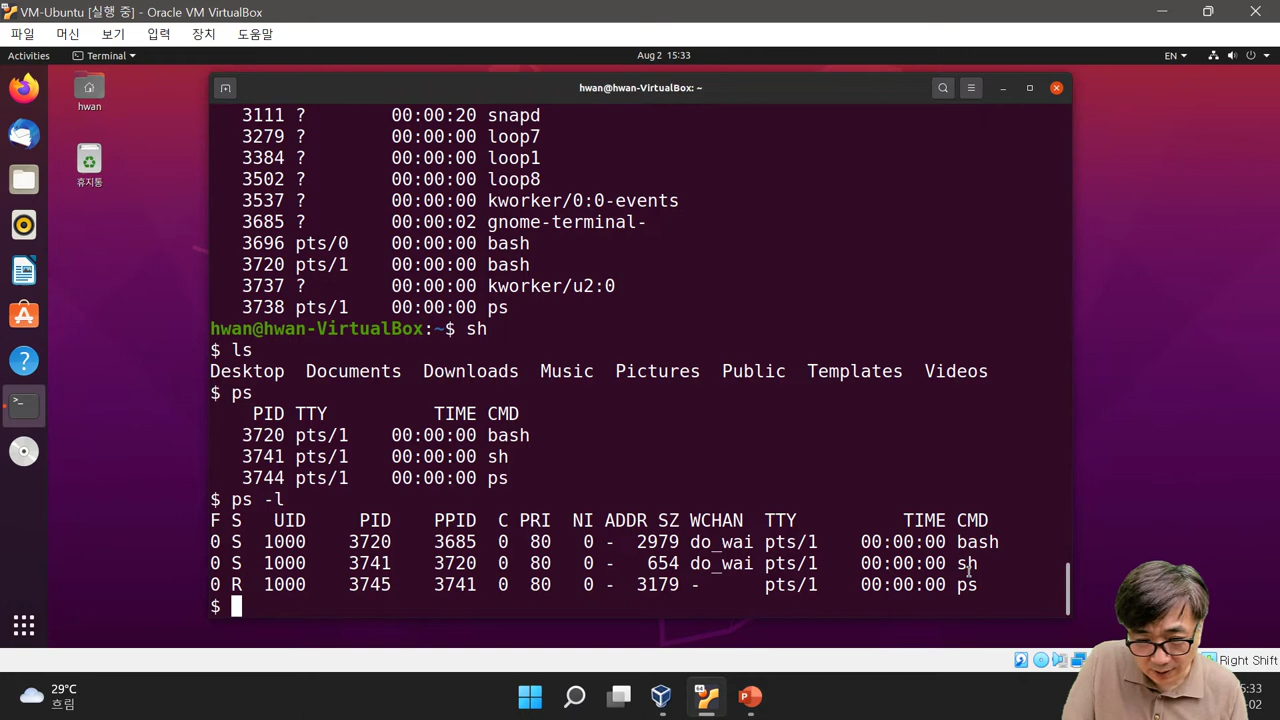 VM-Ubuntu [실행 중] - Oracle VM VirtualBox
파일 머신 보기 입력 장치 도움말
Activities Terminal Aug 2 15:33 EN
hwan@hwan-VirtualBox: ~
hwan
휴지통
3111 ? 00:00:20 snapd
3279 ? 00:00:00 loop7
3384 ? 00:00:00 loop1
3502 ? 00:00:00 loop8
3537 ? 00:00:00 kworker/0:0-events
3685 ? 00:00:02 gnome-terminal-
3696 pts/0 00:00:00 bash
3720 pts/1 00:00:00 bash
3737 ? 00:00:00 kworker/u2:0
3738 pts/1 00:00:00 ps
hwan@hwan-VirtualBox:~$ sh
$ ls
Desktop Documents Downloads Music Pictures Public Templates Videos
$ ps
PID TTY TIME CMD
3720 pts/1 00:00:00 bash
3741 pts/1 00:00:00 sh
3744 pts/1 00:00:00 ps
$ ps -l
F S UID PID PPID C PRI NI ADDR SZ WCHAN TTY TIME CMD
0 S 1000 3720 3685 0 80 0 - 2979 do_wai pts/1 00:00:00 bash
0 S 1000 3741 3720 0 80 0 - 654 do_wai pts/1 00:00:00 sh
0 R 1000 3745 3741 0 80 0 - 3179 - pts/1 00:00:00 ps
$
Right Shift
29°C
흐림